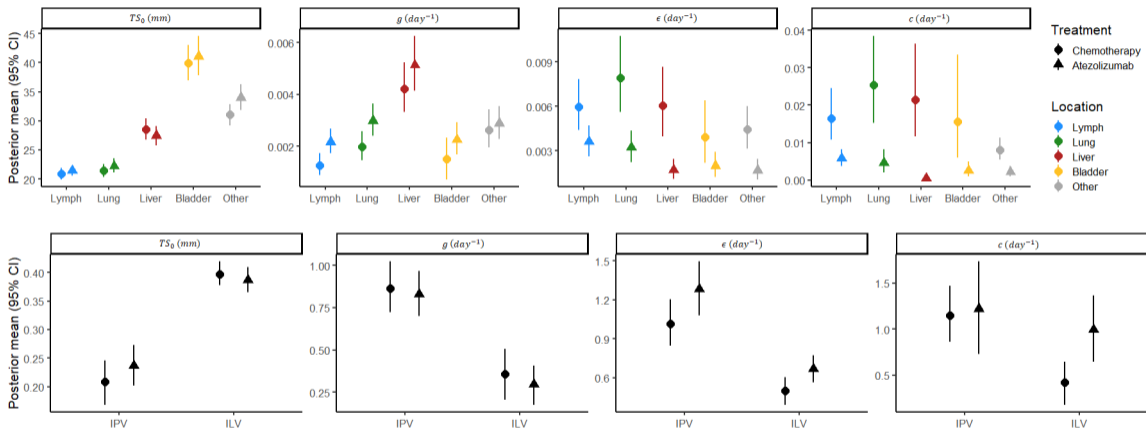 TS₀ (mm)
g (day⁻¹)
ϵ (day⁻¹)
c (day⁻¹)
Posterior mean (95% CI)
45
40
35
30
25
20
Lymph Lung Liver Bladder Other
0.006
0.004
0.002
Lymph Lung Liver Bladder Other
0.009
0.006
0.003
Lymph Lung Liver Bladder Other
0.04
0.03
0.02
0.01
0.00
Lymph Lung Liver Bladder Other
Treatment
Chemotherapy
Atezolizumab
Location
Lymph
Lung
Liver
Bladder
Other
TS₀ (mm)
g (day⁻¹)
ϵ (day⁻¹)
c (day⁻¹)
Posterior mean (95% CI)
0.40
0.35
0.30
0.25
0.20
IPV ILV
1.00
0.75
0.50
0.25
IPV ILV
1.5
1.2
0.9
0.6
IPV ILV
1.5
1.0
0.5
IPV ILV